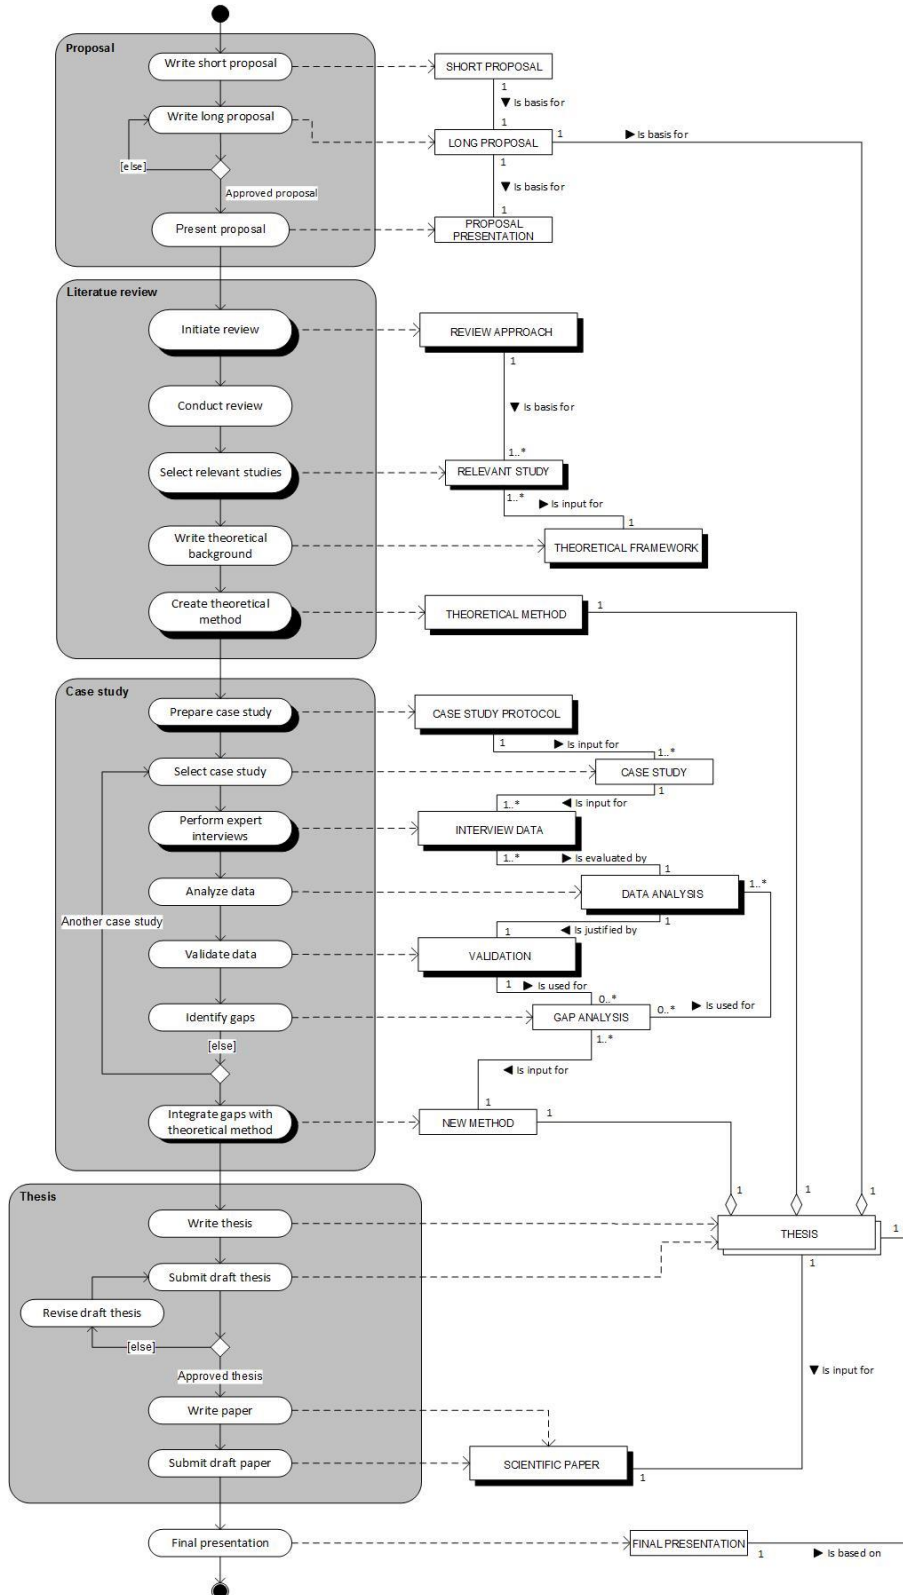 Proposal
Write short proposal
SHORT PROPOSAL
1
▼ Is basis for
1
Write long proposal
LONG PROPOSAL
1
► Is basis for
1
[else]
▼ Is basis for
Approved proposal
1
Present proposal
PROPOSAL
PRESENTATION
Literatue review
Initiate review
REVIEW APPROACH
1
Conduct review
▼ Is basis for
1..*
Select relevant studies
RELEVANT STUDY
1..*
► Is input for
1
Write theoretical
background
THEORETICAL FRAMEWORK
Create theoretical
method
THEORETICAL METHOD
1
Case study
Prepare case study
CASE STUDY PROTOCOL
1
► Is input for
1..*
Select case study
CASE STUDY
1
1..*
◄ Is input for
Perform expert
interviews
INTERVIEW DATA
1..*
► Is evaluated by
1
Analyze data
DATA ANALYSIS
1..*
1
Another case study
1
◄ Is justified by
Validate data
VALIDATION
1
► Is used for
0..*
Identify gaps
GAP ANALYSIS
0..*
► Is used for
1..*
[else]
◄ Is input for
1
Integrate gaps with
theoretical method
NEW METHOD
1
Thesis
1
1
1
Write thesis
THESIS
1
1
Submit draft thesis
Revise draft thesis
[else]
Approved thesis
▼ Is input for
Write paper
Submit draft paper
SCIENTIFIC PAPER
1
Final presentation
FINAL PRESENTATION
1
► Is based on